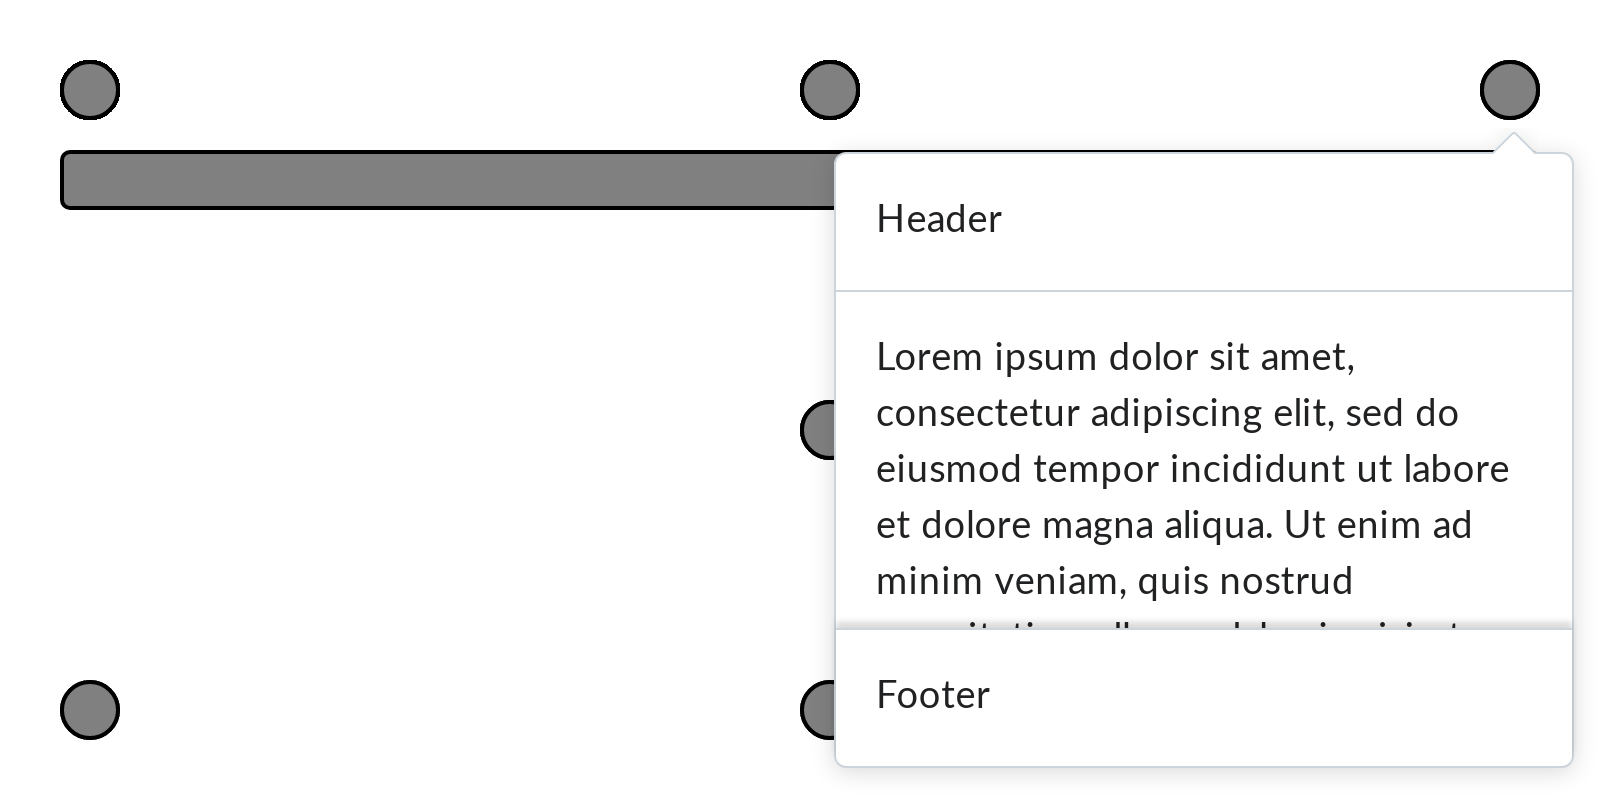 Header
Lorem ipsum dolor sit amet,
consectetur adipiscing elit, sed do
eiusmod tempor incididunt ut labore
et dolore magna aliqua. Ut enim ad
minim veniam, quis nostrud
Footer